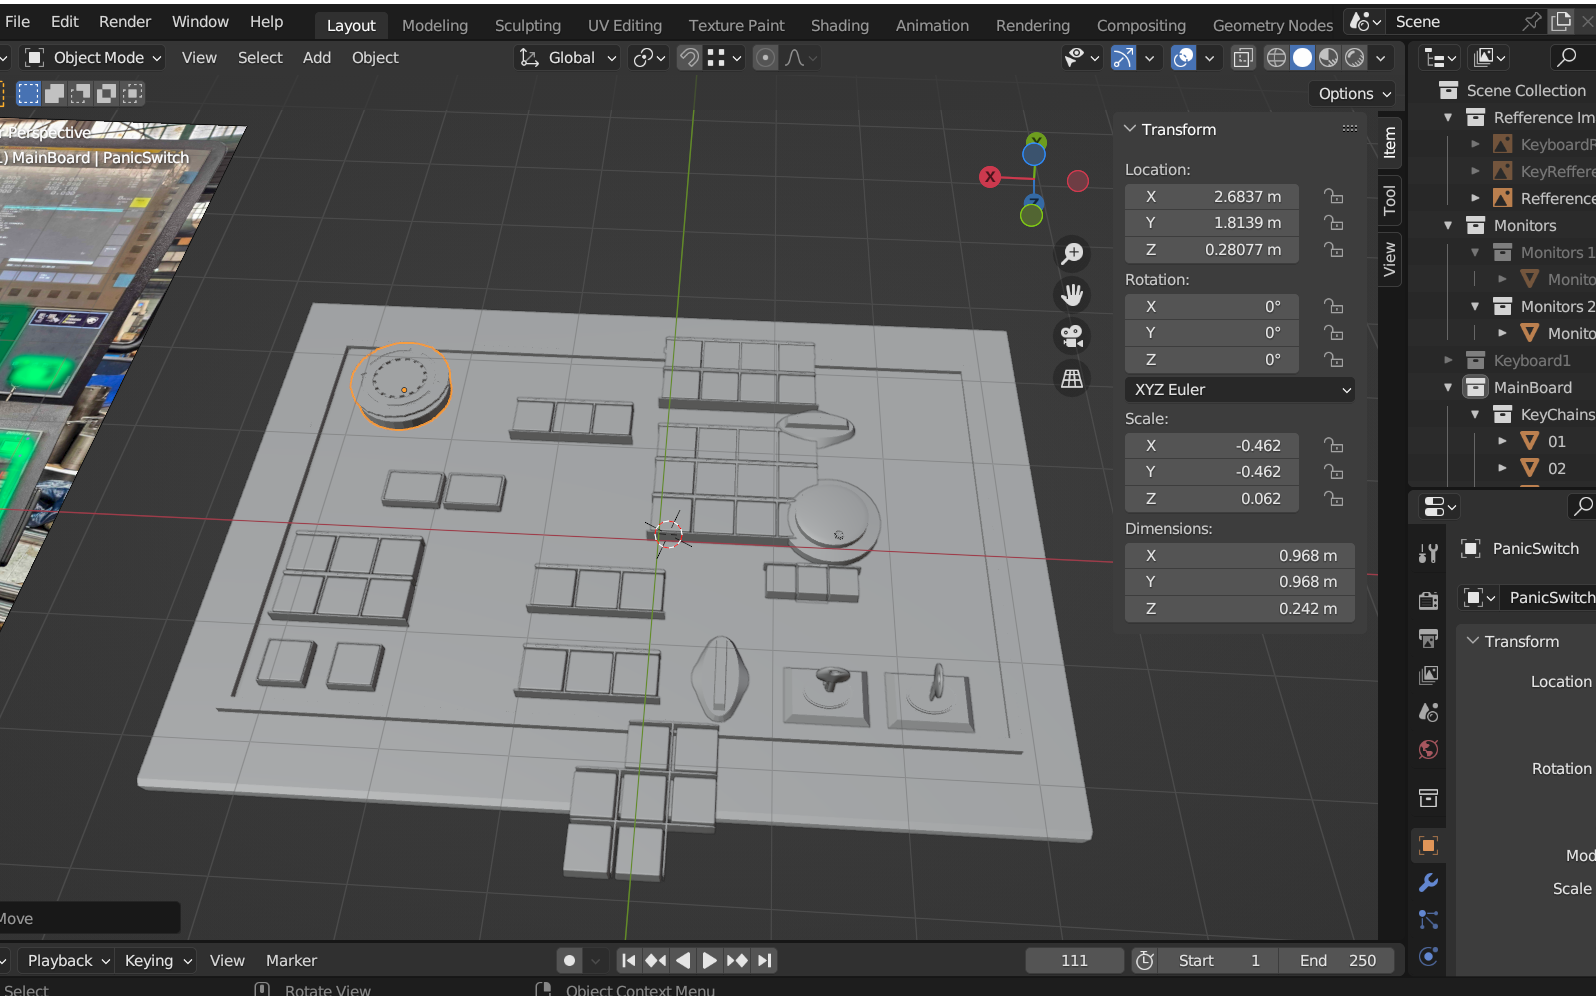 File Edit Render Window Help Layout Modeling Sculpting UV Editing Texture Paint Shading Animation Rendering Compositing Geometry Nodes Scene
Object Mode View Select Add Object Global
Options
Perspective
) MainBoard | PanicSwitch
Transform
Location:
X 2.6837 m
Y 1.8139 m
Z 0.28077 m
Rotation:
X 0°
Y 0°
Z 0°
XYZ Euler
Scale:
X -0.462
Y -0.462
Z 0.062
Dimensions:
X 0.968 m
Y 0.968 m
Z 0.242 m
Item
Tool
View
X
Y
Z
Scene Collection
Refference Im
KeyboardR
KeyReffere
Refference
Monitors
Monitors 1
Monito
Monitors 2
Monito
Keyboard1
MainBoard
KeyChains
01
02
PanicSwitch
PanicSwitch
Transform
Location
Rotation
Mod
Scale
Move
Playback Keying View Marker 111 Start 1 End 250
Select Rotate View Object Context Menu